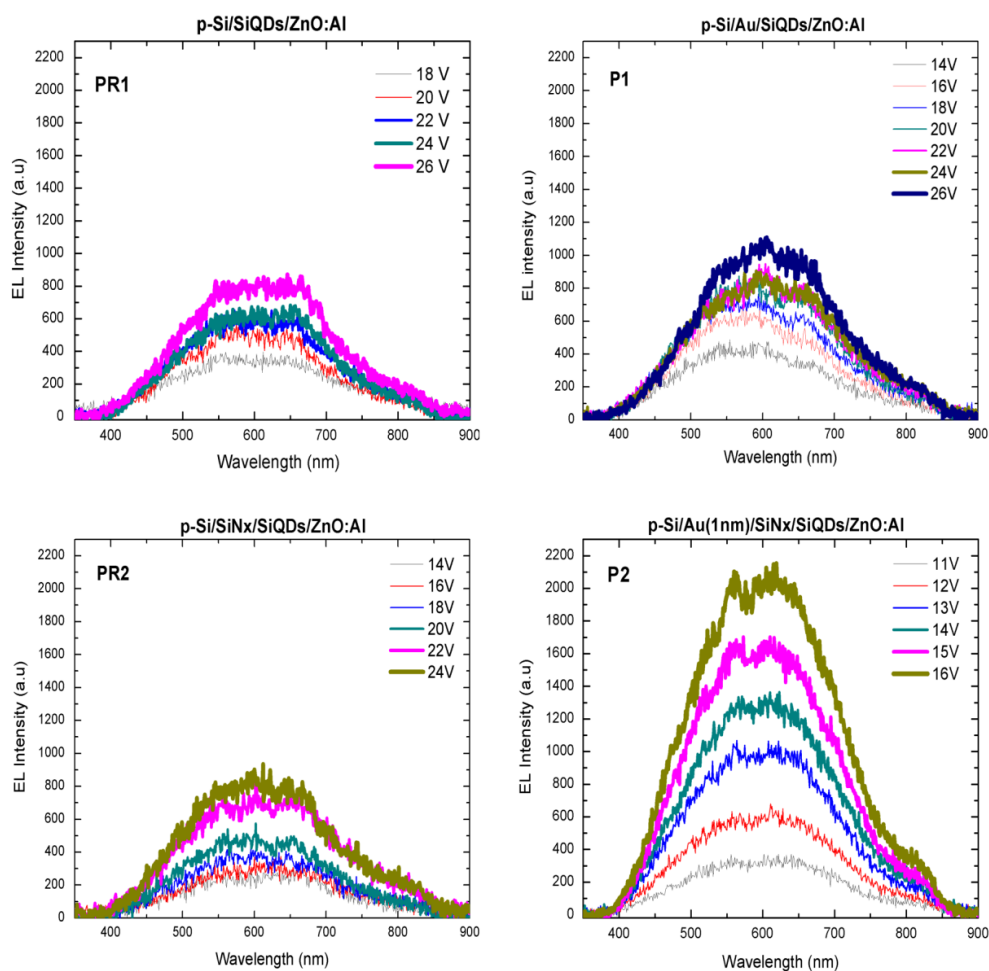 p-Si/SiQDs/ZnO:Al
PR1
18 V
20 V
22 V
24 V
26 V
2200
2000
1800
1600
1400
1200
1000
800
600
400
200
0
EL Intensity (a.u)
400 500 600 700 800 900
Wavelength (nm)
p-Si/Au/SiQDs/ZnO:Al
P1
14V
16V
18V
20V
22V
24V
26V
2200
2000
1800
1600
1400
1200
1000
800
600
400
200
0
EL intensity (a.u)
400 500 600 700 800 900
Wavelength (nm)
p-Si/SiNx/SiQDs/ZnO:Al
PR2
14V
16V
18V
20V
22V
24V
2200
2000
1800
1600
1400
1200
1000
800
600
400
200
0
EL Intensity (a.u)
400 500 600 700 800 900
Wavelength (nm)
p-Si/Au(1nm)/SiNx/SiQDs/ZnO:Al
P2
11V
12V
13V
14V
15V
16V
2200
2000
1800
1600
1400
1200
1000
800
600
400
200
0
EL Intensity (a.u)
400 500 600 700 800 900
Wavelength (nm)